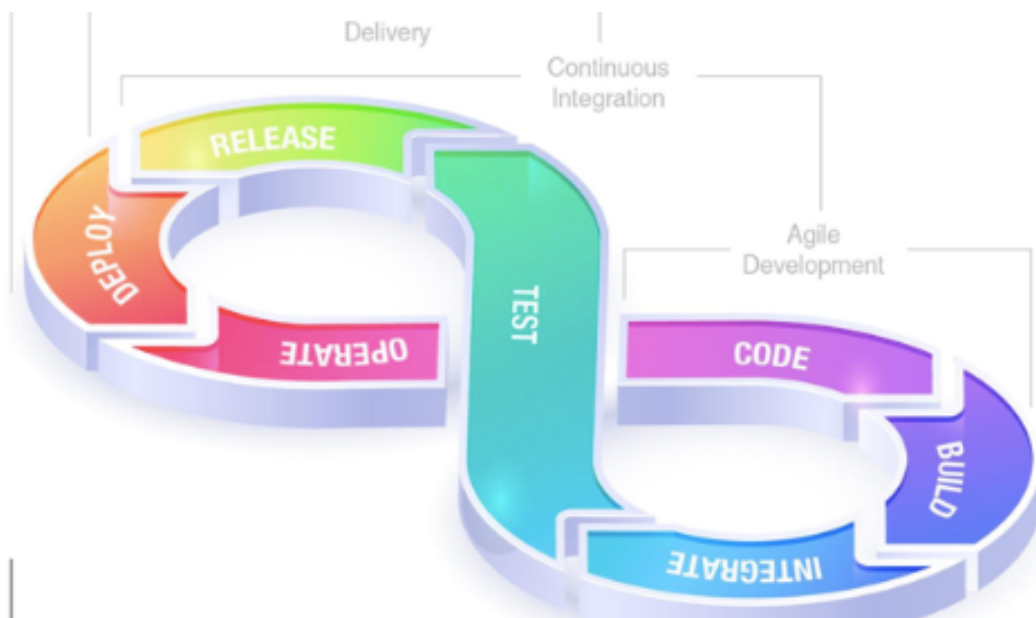 Delivery
Continuous
Integration
RELEASE
Agile
Development
DEPLOY
TEST
OPERATE
CODE
BUILD
INTEGRATE